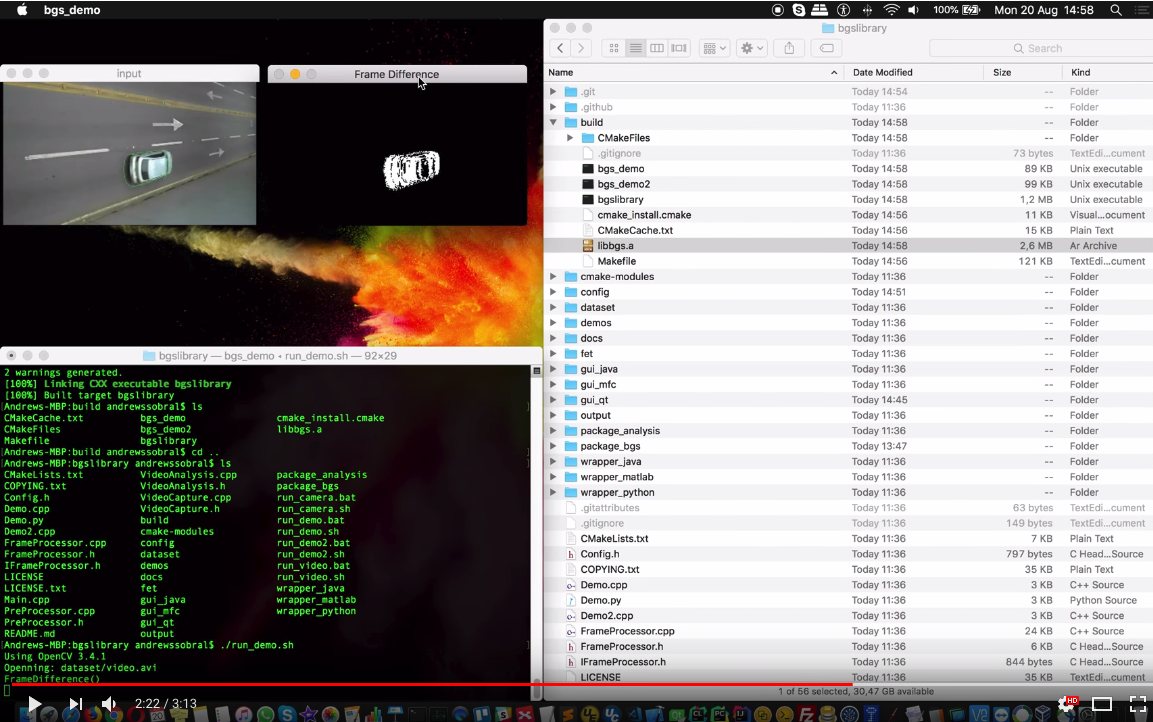 bgs_demo
100%
Mon 20 Aug 14:58
input
Frame Difference
bgslibrary
Search
Name Date Modified Size Kind
.git Today 14:54 -- Folder
.github Today 11:36 -- Folder
build Today 14:58 -- Folder
CMakeFiles Today 14:58 -- Folder
.gitignore Today 11:36 73 bytes TextEdi...cument
bgs_demo Today 14:58 89 KB Unix executable
bgs_demo2 Today 14:58 99 KB Unix executable
bgslibrary Today 14:58 1,2 MB Unix executable
cmake_install.cmake Today 14:56 11 KB Visual...ocument
CMakeCache.txt Today 14:56 15 KB Plain Text
libbgs.a Today 14:58 2,6 MB Ar Archive
Makefile Today 14:56 121 KB TextEdi...cument
cmake-modules Today 11:36 -- Folder
config Today 14:51 -- Folder
dataset Today 11:36 -- Folder
demos Today 11:36 -- Folder
docs Today 11:36 -- Folder
fet Today 11:36 -- Folder
gui_java Today 11:36 -- Folder
gui_mfc Today 11:36 -- Folder
gui_qt Today 14:45 -- Folder
output Today 11:36 -- Folder
package_analysis Today 11:36 -- Folder
package_bgs Today 13:47 -- Folder
wrapper_java Today 11:36 -- Folder
wrapper_matlab Today 11:36 -- Folder
wrapper_python Today 11:36 -- Folder
.gitattributes Today 11:36 63 bytes TextEdi...cument
.gitignore Today 11:36 149 bytes TextEdi...cument
CMakeLists.txt Today 11:36 7 KB Plain Text
Config.h Today 11:36 797 bytes C Head...Source
COPYING.txt Today 11:36 35 KB Plain Text
Demo.cpp Today 11:36 3 KB C++ Source
Demo.py Today 11:36 3 KB Python Source
Demo2.cpp Today 11:36 3 KB C++ Source
FrameProcessor.cpp Today 11:36 24 KB C++ Source
FrameProcessor.h Today 11:36 6 KB C Head...Source
IFrameProcessor.h Today 11:36 844 bytes C Head...Source
LICENSE Today 11:36 35 KB TextEdi...cument
1 of 56 selected, 30,47 GB available
bgslibrary — bgs_demo ◂ run_demo.sh — 92×29
2 warnings generated.
[100%] Linking CXX executable bgslibrary
[100%] Built target bgslibrary
[Andrews-MBP:build andrewssobral$ ls ]
CMakeCache.txt bgs_demo cmake_install.cmake
CMakeFiles bgs_demo2 libbgs.a
Makefile bgslibrary
[Andrews-MBP:build andrewssobral$ cd .. ]
[Andrews-MBP:bgslibrary andrewssobral$ ls ]
CMakeLists.txt VideoAnalysis.cpp package_analysis
COPYING.txt VideoAnalysis.h package_bgs
Config.h VideoCapture.cpp run_camera.bat
Demo.cpp VideoCapture.h run_camera.sh
Demo.py build run_demo.bat
Demo2.cpp cmake-modules run_demo.sh
FrameProcessor.cpp config run_demo2.bat
FrameProcessor.h dataset run_demo2.sh
IFrameProcessor.h demos run_video.bat
LICENSE docs run_video.sh
LICENSE.txt fet wrapper_java
Main.cpp gui_java wrapper_matlab
PreProcessor.cpp gui_mfc wrapper_python
PreProcessor.h gui_qt
README.md output
[Andrews-MBP:bgslibrary andrewssobral$ ./run_demo.sh ]
Using OpenCV 3.4.1
Openning: dataset/video.avi
FrameDifference()
2:22 / 3:13
HD